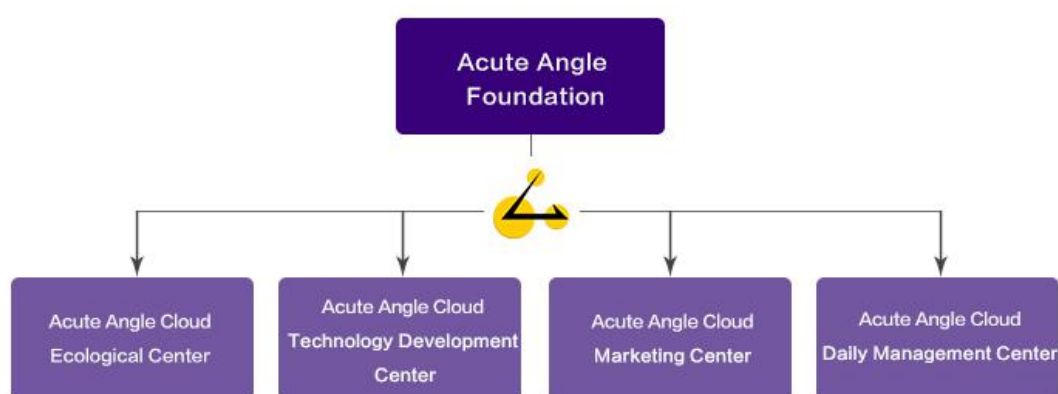 Acute Angle
Foundation
Acute Angle Cloud
Ecological Center
Acute Angle Cloud
Technology Development
Center
Acute Angle Cloud
Marketing Center
Acute Angle Cloud
Daily Management Center